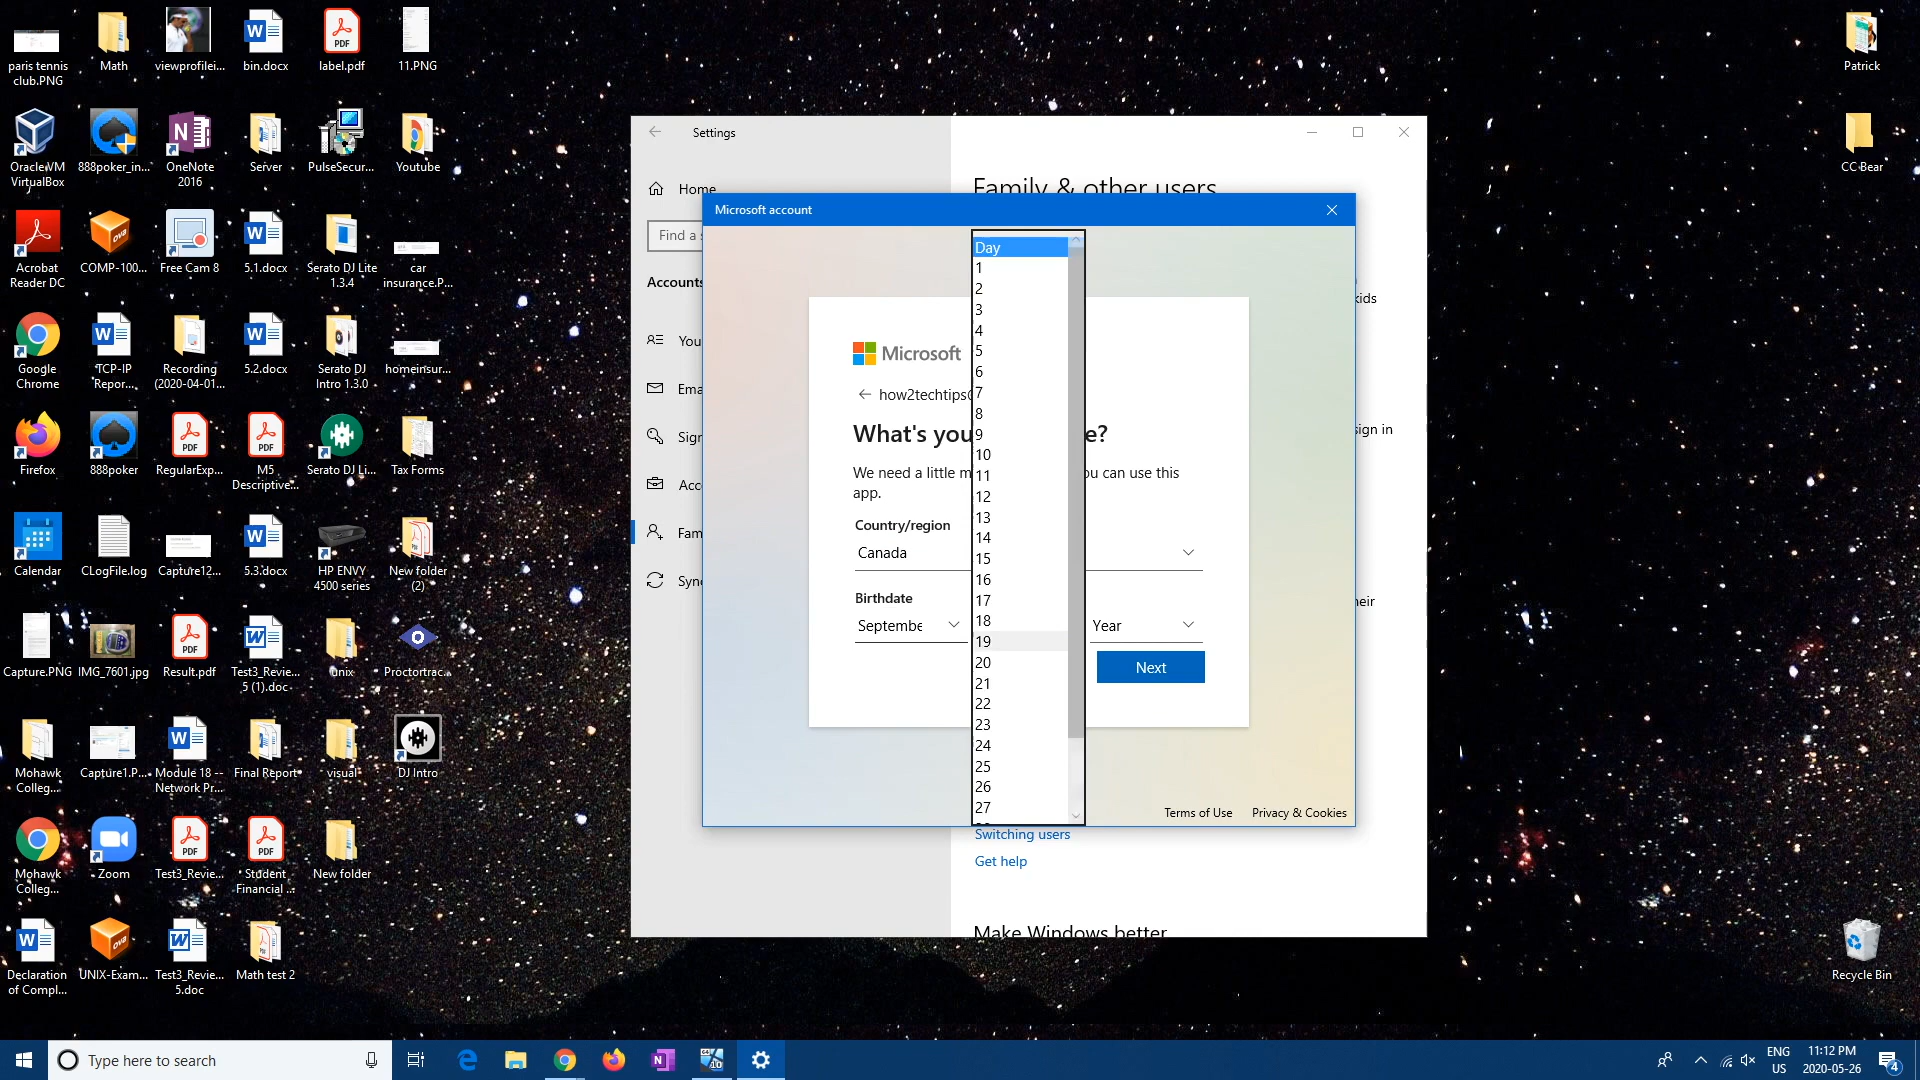 paris tennis
club.PNG
Math
viewprofilei...
bin.docx
label.pdf
11.PNG
Oracle VM
VirtualBox
888poker_in...
OneNote
2016
Server
PulseSecur...
Youtube
Acrobat
Reader DC
COMP-100...
Free Cam 8
5.1.docx
Serato DJ Lite
1.3.4
car
insurance.P...
Google
Chrome
TCP-IP
Repor...
Recording
(2020-04-01...
5.2.docx
Serato DJ
Intro 1.3.0
homeinsur...
Firefox
888poker
RegularExp...
M5
Descriptive...
Serato DJ Li...
Tax Forms
Calendar
CLogFile.log
Capture12...
5.3.docx
HP ENVY
4500 series
New folder
(2)
Capture.PNG
IMG_7601.jpg
Result.pdf
Test3_Revie...
5 (1).doc
unix
Proctortrac...
Mohawk
Colleg...
Capture1.P...
Module 18 --
Network Pr...
Final Report
visual
DJ Intro
Mohawk
Colleg...
Zoom
Test3_Revie...
Student
Financial ...
New folder
Declaration
of Compl...
UNIX-Exam...
Test3_Revie...
5.doc
Math test 2
Patrick
CC-Bear
Recycle Bin
Settings
Home
Find a s
Accounts
You
Ema
Sign
Acc
Fam
Sync
Family & other users
kids
sign in
heir
Microsoft account
Microsoft
how2techtips@
What's you e?
We need a little m ou can use this
app.
Country/region
Canada
Birthdate
Septembe
Year
Next
Day
1
2
3
4
5
6
7
8
9
10
11
12
13
14
15
16
17
18
19
20
21
22
23
24
25
26
27
Terms of Use Privacy & Cookies
Switching users
Get help
Make Windows better
Type here to search
ENG
US
11:12 PM
2020-05-26
4